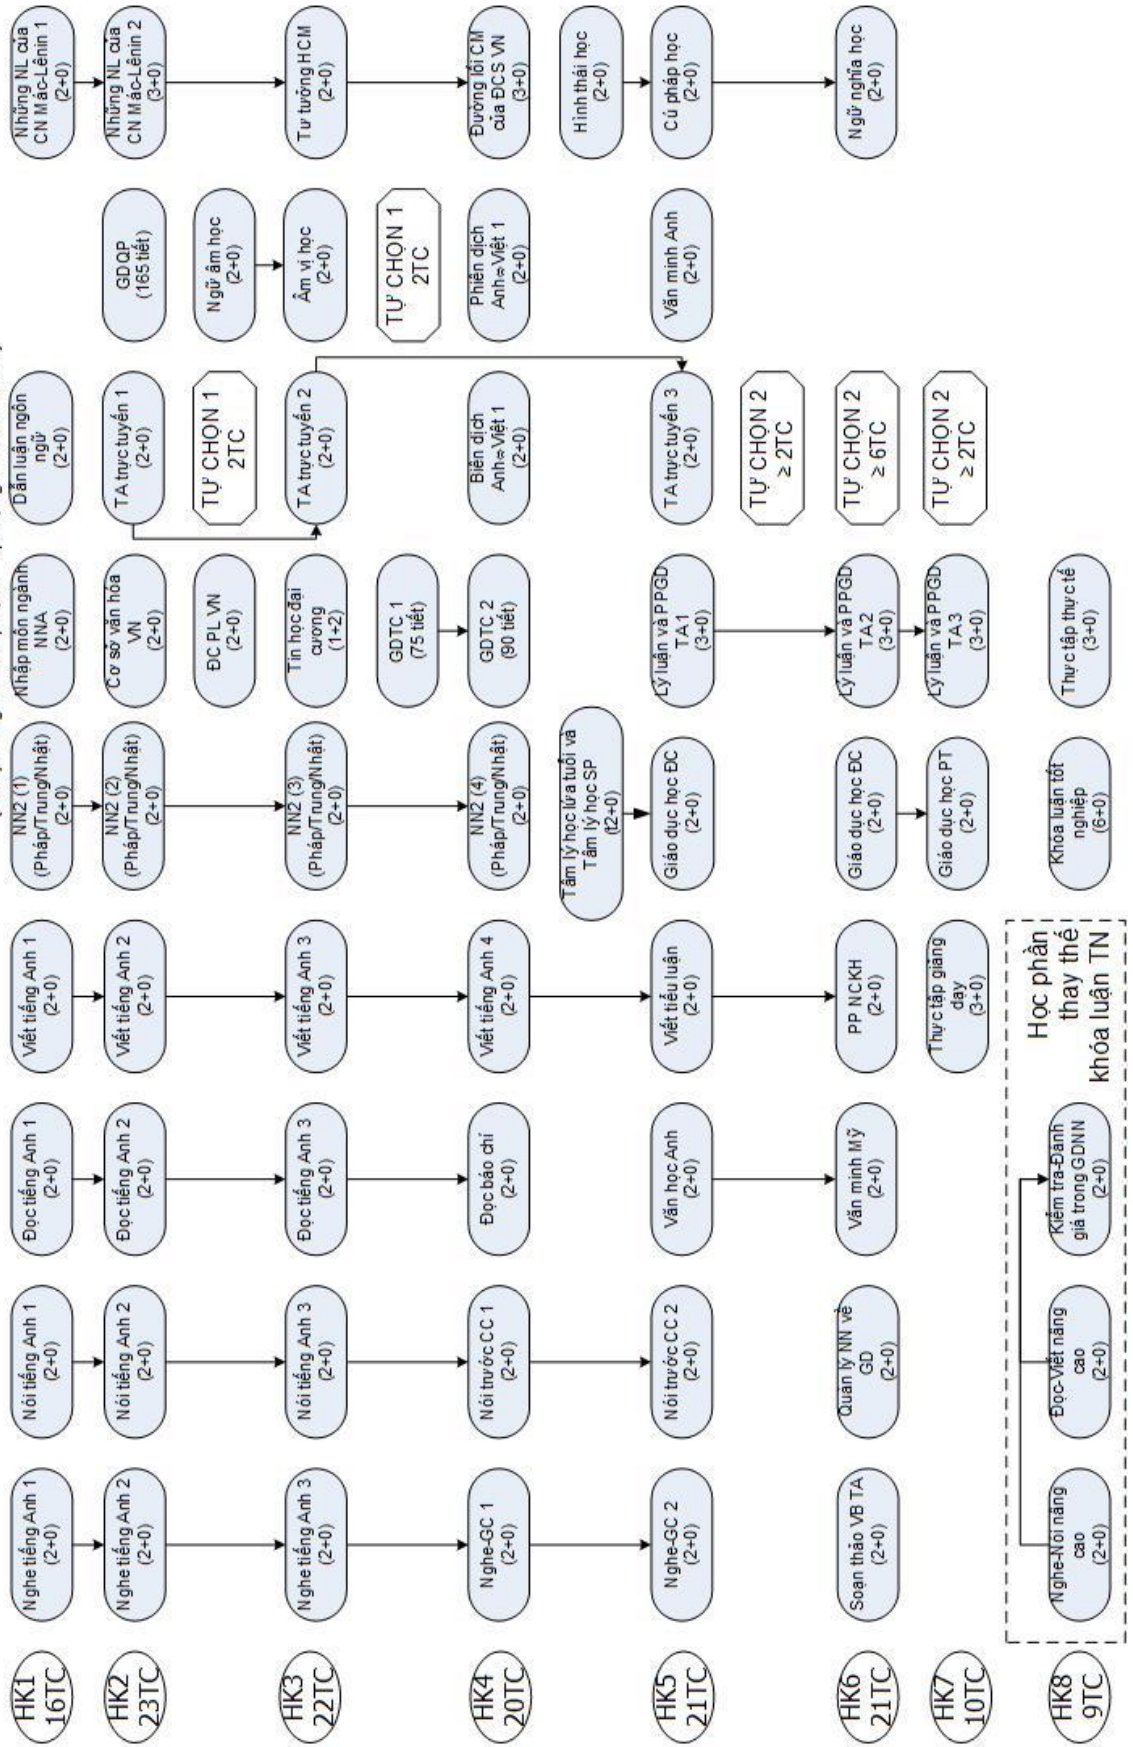 HK1
16TC
Nghe tiếng Anh 1
(2+0)
Nói tiếng Anh 1
(2+0)
Đọc tiếng Anh 1
(2+0)
Viết tiếng Anh 1
(2+0)
NN2 (1)
(Pháp/Trung/Nhật)
(2+0)
Nhập môn ngành
NNA
(2+0)
Dẫn luận ngôn
ngữ
(2+0)
Những NL của
CN Mác-Lênin 1
(2+0)
HK2
23TC
Nghe tiếng Anh 2
(2+0)
Nói tiếng Anh 2
(2+0)
Đọc tiếng Anh 2
(2+0)
Viết tiếng Anh 2
(2+0)
NN2 (2)
(Pháp/Trung/Nhật)
(2+0)
Cơ sở văn hóa
VN
(2+0)
TA trực tuyến 1
(2+0)
GDQP
(165 tiết)
Những NL của
CN Mác-Lênin 2
(3+0)
ĐC PL VN
(2+0)
TỰ CHỌN 1
2TC
Ngữ âm học
(2+0)
HK3
22TC
Nghe tiếng Anh 3
(2+0)
Nói tiếng Anh 3
(2+0)
Đọc tiếng Anh 3
(2+0)
Viết tiếng Anh 3
(2+0)
NN2 (3)
(Pháp/Trung/Nhật)
(2+0)
Tin học đại
cương
(1+2)
TA trực tuyến 2
(2+0)
Âm vị học
(2+0)
Tư tưởng HCM
(2+0)
GDTC 1
(75 tiết)
TỰ CHỌN 1
2TC
HK4
20TC
Nghe-GC 1
(2+0)
Nói trước CC 1
(2+0)
Đọc báo chí
(2+0)
Viết tiếng Anh 4
(2+0)
NN2 (4)
(Pháp/Trung/Nhật)
(2+0)
GDTC 2
(90 tiết)
Biên dịch
Anh⇔Việt 1
(2+0)
Phiên dịch
Anh⇔Việt 1
(2+0)
Đường lối CM
của ĐCS VN
(3+0)
Tâm lý học lứa tuổi và
Tâm lý học SP
(t2+0)
Hình thái học
(2+0)
HK5
21TC
Nghe-GC 2
(2+0)
Nói trước CC 2
(2+0)
Văn học Anh
(2+0)
Viết tiểu luận
(2+0)
Giáo dục học ĐC
(2+0)
Lý luận và PPGD
TA1
(3+0)
TA trực tuyến 3
(2+0)
Văn minh Anh
(2+0)
Cú pháp học
(2+0)
TỰ CHỌN 2
≥ 2TC
HK6
21TC
Soạn thảo VB TA
(2+0)
Quản lý NN về
GD
(2+0)
Văn minh Mỹ
(2+0)
PP NCKH
(2+0)
Giáo dục học ĐC
(2+0)
Lý luận và PPGD
TA2
(3+0)
TỰ CHỌN 2
≥ 6TC
Ngữ nghĩa học
(2+0)
HK7
10TC
Thực tập giảng
dạy
(3+0)
Giáo dục học PT
(2+0)
Lý luận và PPGD
TA3
(3+0)
TỰ CHỌN 2
≥ 2TC
HK8
9TC
Nghe-Nói nâng
cao
(2+0)
Đọc-Viết nâng
cao
(2+0)
Kiểm tra-Đánh
giá trong GDNN
(2+0)
Học phần
thay thế
khóa luận TN
Khóa luận tốt
nghiệp
(6+0)
Thực tập thực tế
(3+0)